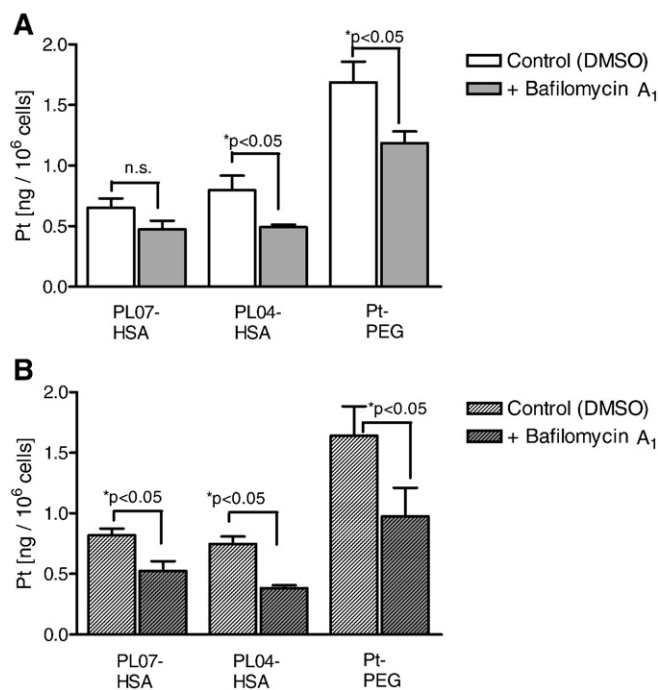 A
Pt [ng / 10⁶ cells]
2.0
1.5
1.0
0.5
0.0
n.s.
*p<0.05
*p<0.05
PL07-
HSA
PL04-
HSA
Pt-
PEG
Control (DMSO)
+ Bafilomycin A₁
B
Pt [ng / 10⁶ cells]
2.0
1.5
1.0
0.5
0.0
*p<0.05
*p<0.05
*p<0.05
PL07-
HSA
PL04-
HSA
Pt-
PEG
Control (DMSO)
+ Bafilomycin A₁